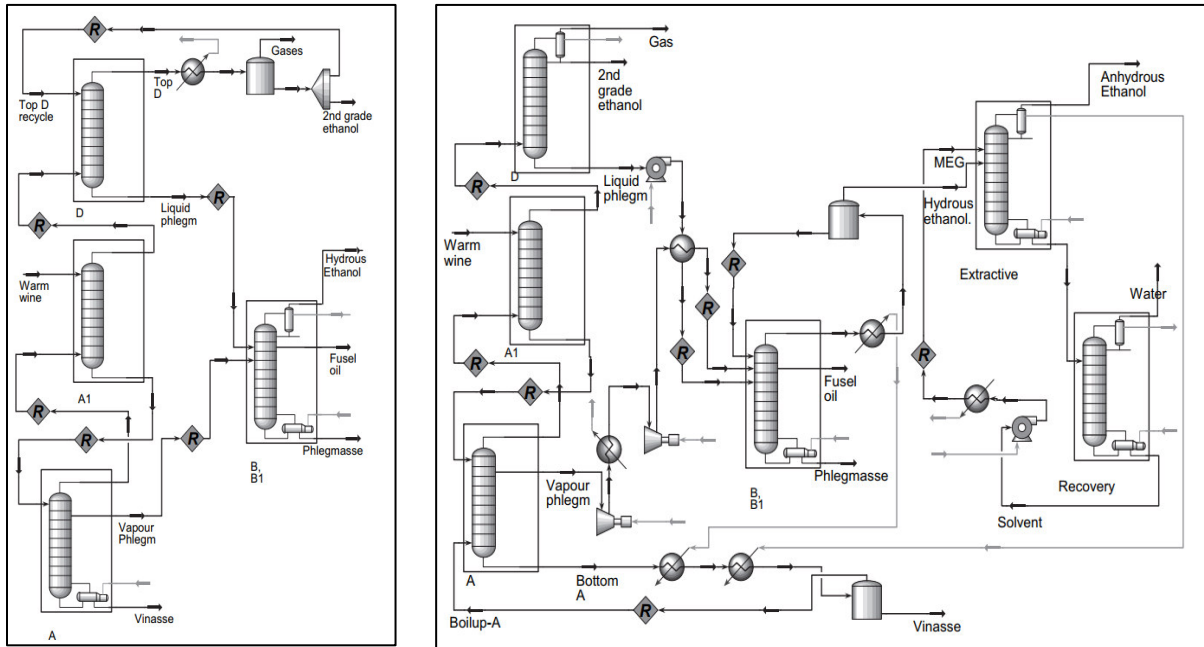 R
Gases
Top
D
Top D
recycle
2nd grade
ethanol
R
D
Liquid
phlegm
R
R
Warm
wine
Hydrous
Ethanol
A1
Fusel
oil
R
R
R
Phlegmasse
B,
B1
Vapour
Phlegm
Vinasse
A
Gas
2nd
grade
ethanol
D
Liquid
phlegm
R
Warm
wine
A1
R
R
R
R
R
A
Vapour
phlegm
Fusel
oil
Phlegmasse
B,
B1
Bottom
A
R
Boilup-A
Vinasse
Anhydrous
Ethanol
MEG
Hydrous
ethanol.
Extractive
Water
R
Recovery
Solvent